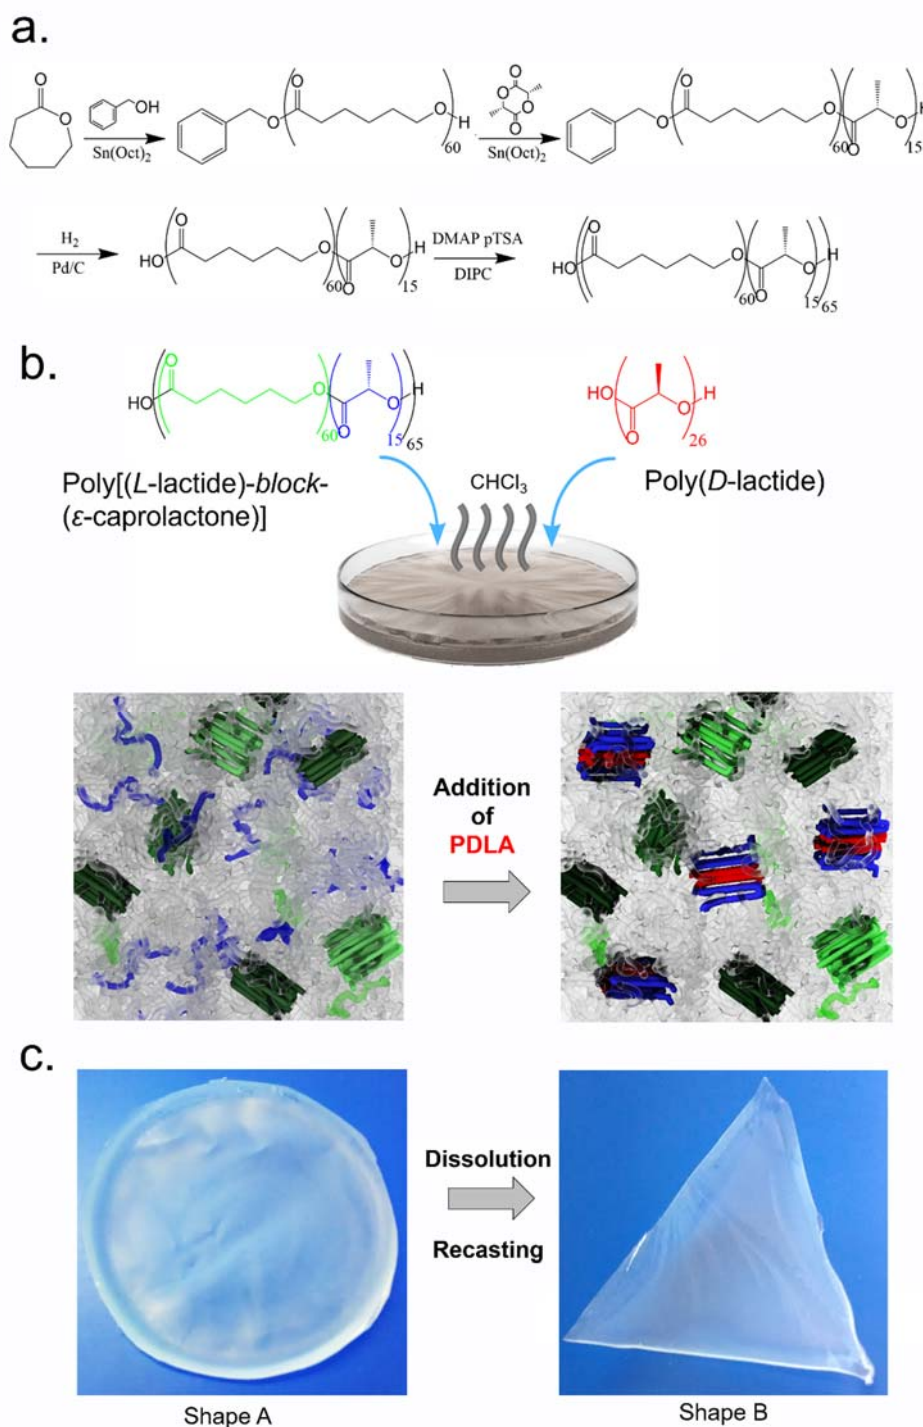 a.
O
O
OH
Sn(Oct)2
O
O
O
H
60
O
O
O
O
Sn(Oct)2
O
O
O
O
O
H
60
15
H2
Pd/C
HO
O
O
O
O
H
60
15
DMAP pTSA
DIPC
HO
O
O
O
O
H
60
15
65
b.
HO
O
O
O
O
H
60
15
65
HO
O
O
H
26
Poly[(L-lactide)-block-
(ε-caprolactone)]
CHCl3
Poly(D-lactide)
Addition
of
PDLA
c.
Dissolution
Recasting
Shape A
Shape B